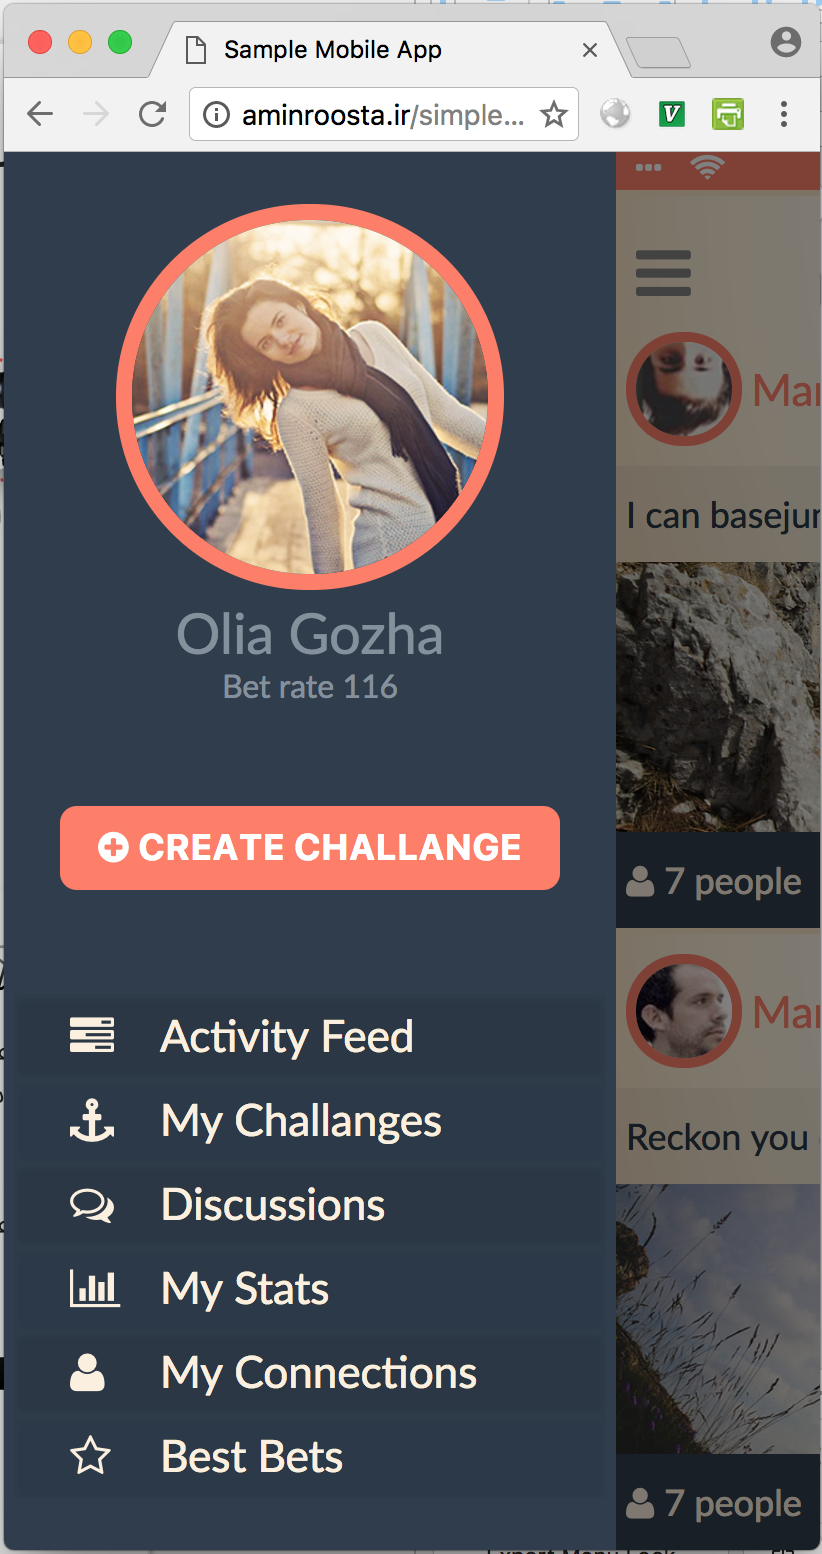 Sample Mobile App
aminroosta.ir/simple...
Olia Gozha
Bet rate 116
CREATE CHALLANGE
Activity Feed
My Challanges
Discussions
My Stats
My Connections
Best Bets
Mar
I can basejur
7 people
Mar
Reckon you
7 people